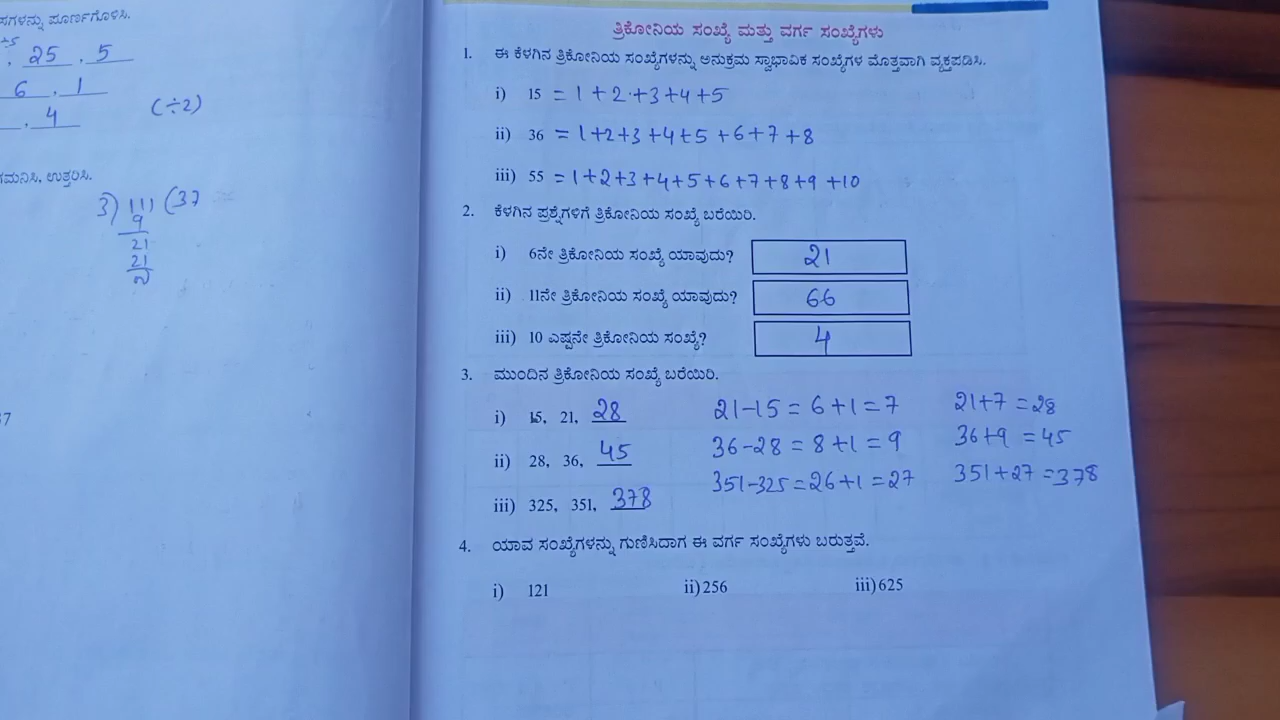 ಪೂರ್ಣಗೊಳಿಸಿ.
25 . 5
6 . 1
. 4 (÷2)
ಉತ್ತರಿಸಿ.
3) 111 (37
9
21
21
ತ್ರಿಕೋನಿಯ ಸಂಖ್ಯೆ ಮತ್ತು ವರ್ಗ ಸಂಖ್ಯೆಗಳು
1. ಈ ಕೆಳಗಿನ ತ್ರಿಕೋನಿಯ ಸಂಖ್ಯೆಗಳನ್ನು ಅನುಕ್ರಮ ಸ್ವಾಭಾವಿಕ ಸಂಖ್ಯೆಗಳ ಮೊತ್ತವಾಗಿ ವ್ಯಕ್ತಪಡಿಸಿ.
i) 15 = 1 + 2 + 3 + 4 + 5
ii) 36 = 1+2+3 +4+5 +6+7 +8
iii) 55 = 1+2+3+4+5+6+7+8+9 +10
2. ಕೆಳಗಿನ ಪ್ರಶ್ನೆಗಳಿಗೆ ತ್ರಿಕೋನಿಯ ಸಂಖ್ಯೆ ಬರೆಯಿರಿ.
i) 6ನೇ ತ್ರಿಕೋನಿಯ ಸಂಖ್ಯೆ ಯಾವುದು? 21
ii) 11ನೇ ತ್ರಿಕೋನಿಯ ಸಂಖ್ಯೆ ಯಾವುದು? 66
iii) 10 ಎಷ್ಟನೇ ತ್ರಿಕೋನಿಯ ಸಂಖ್ಯೆ? 4
3. ಮುಂದಿನ ತ್ರಿಕೋನಿಯ ಸಂಖ್ಯೆ ಬರೆಯಿರಿ.
i) 15, 21, 28 21-15 = 6+1 = 7 21+7 = 28
ii) 28, 36, 45 36-28 = 8+1 = 9 36+9 = 45
iii) 325, 351, 378 351-325 = 26+1 = 27 351+27 = 378
4. ಯಾವ ಸಂಖ್ಯೆಗಳನ್ನು ಗುಣಿಸಿದಾಗ ಈ ವರ್ಗ ಸಂಖ್ಯೆಗಳು ಬರುತ್ತವೆ.
i) 121 ii) 256 iii) 625